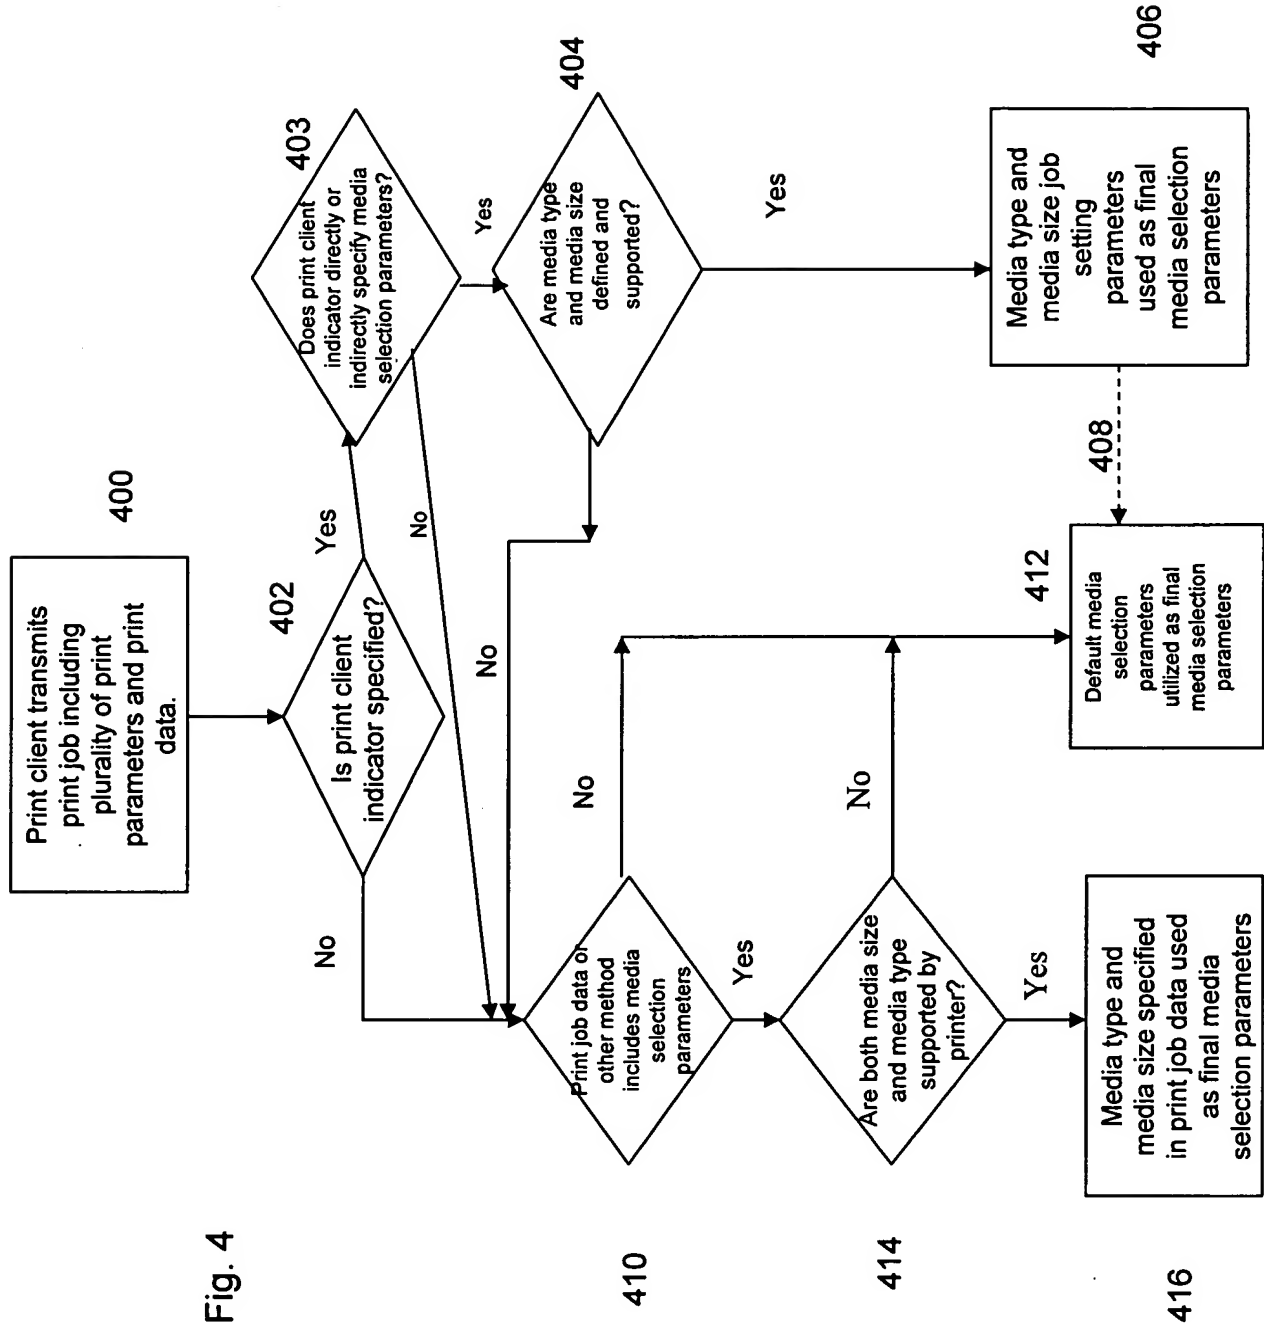 Fig. 4
Print client transmits
print job including
plurality of print
parameters and print
data.
400
402
Is print client
indicator specified?
Yes
No
403
Does print client
indicator directly or
indirectly specify media
selection parameters?
Yes
No
404
Are media type
and media size
defined and
supported?
Yes
No
406
Media type and
media size job
setting
parameters
used as final
media selection
parameters
408
410
Print job data or
other method
includes media
selection
parameters
No
Yes
412
Default media
selection
parameters
utilized as final
media selection
parameters
414
Are both media size
and media type
supported by
printer?
No
Yes
416
Media type and
media size specified
in print job data used
as final media
selection parameters